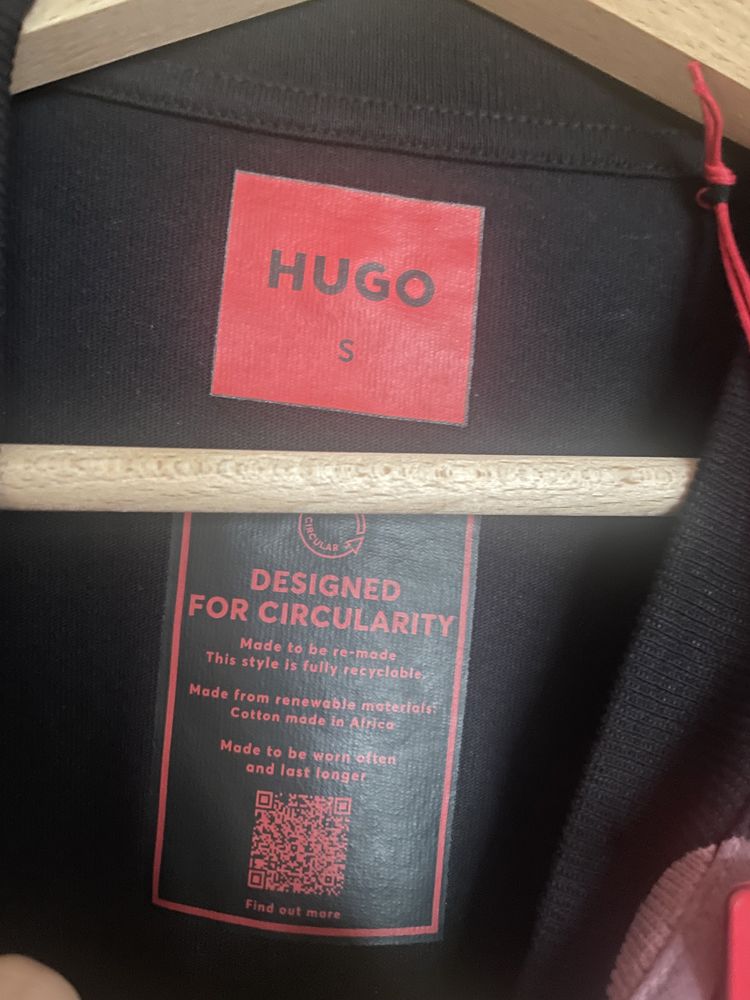 HUGO
S
CIRCULAR
DESIGNED
FOR CIRCULARITY
Made to be re-made
This style is fully recyclable.
Made from renewable materials:
Cotton made in Africa
Made to be worn often
and last longer
Find out more